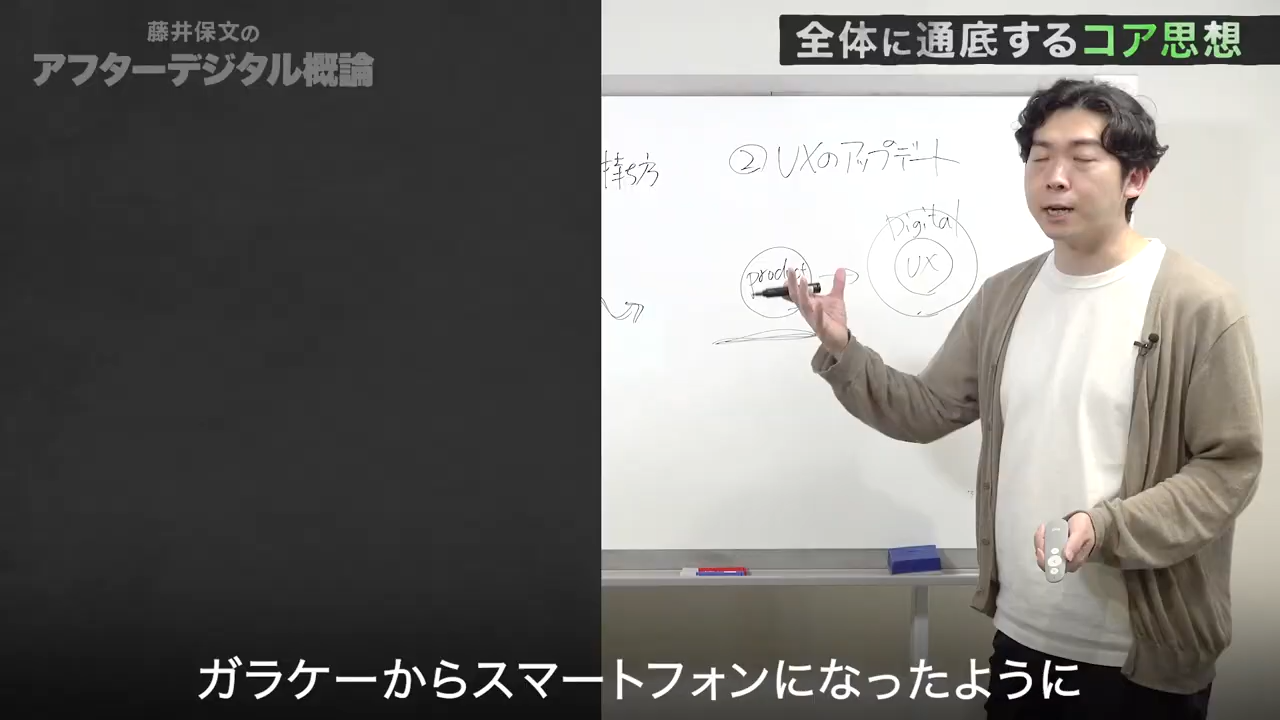 藤井保文の
アフターデジタル概論
全体に通底するコア思想
持ち方
② UXのアップデート
Digital
product
UX
ガラケーからスマートフォンになったように